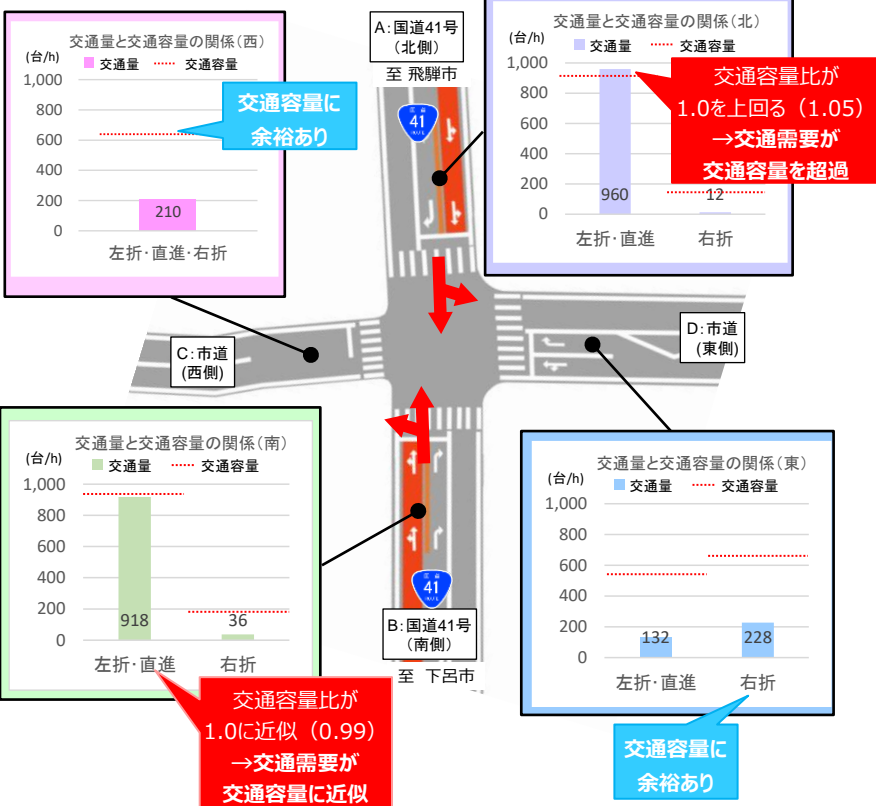 交通量と交通容量の関係(西)
(台/h)
交通量 交通容量
1,000
800
600
400
200
0
210
左折・直進・右折
交通容量に
余裕あり
A:国道41号
(北側)
至 飛騨市
41
交通量と交通容量の関係(北)
(台/h)
交通量 交通容量
1,000
800
600
400
200
0
960
12
左折・直進 右折
交通容量比が
1.0を上回る（1.05）
→交通需要が
交通容量を超過
C:市道
(西側)
D:市道
(東側)
交通量と交通容量の関係(南)
(台/h)
交通量 交通容量
1,000
800
600
400
200
0
918
36
左折・直進 右折
交通容量比が
1.0に近似（0.99）
→交通需要が
交通容量に近似
41
B:国道41号
(南側)
至 下呂市
交通量と交通容量の関係(東)
(台/h)
交通量 交通容量
1,000
800
600
400
200
0
132
228
左折・直進 右折
交通容量に
余裕あり